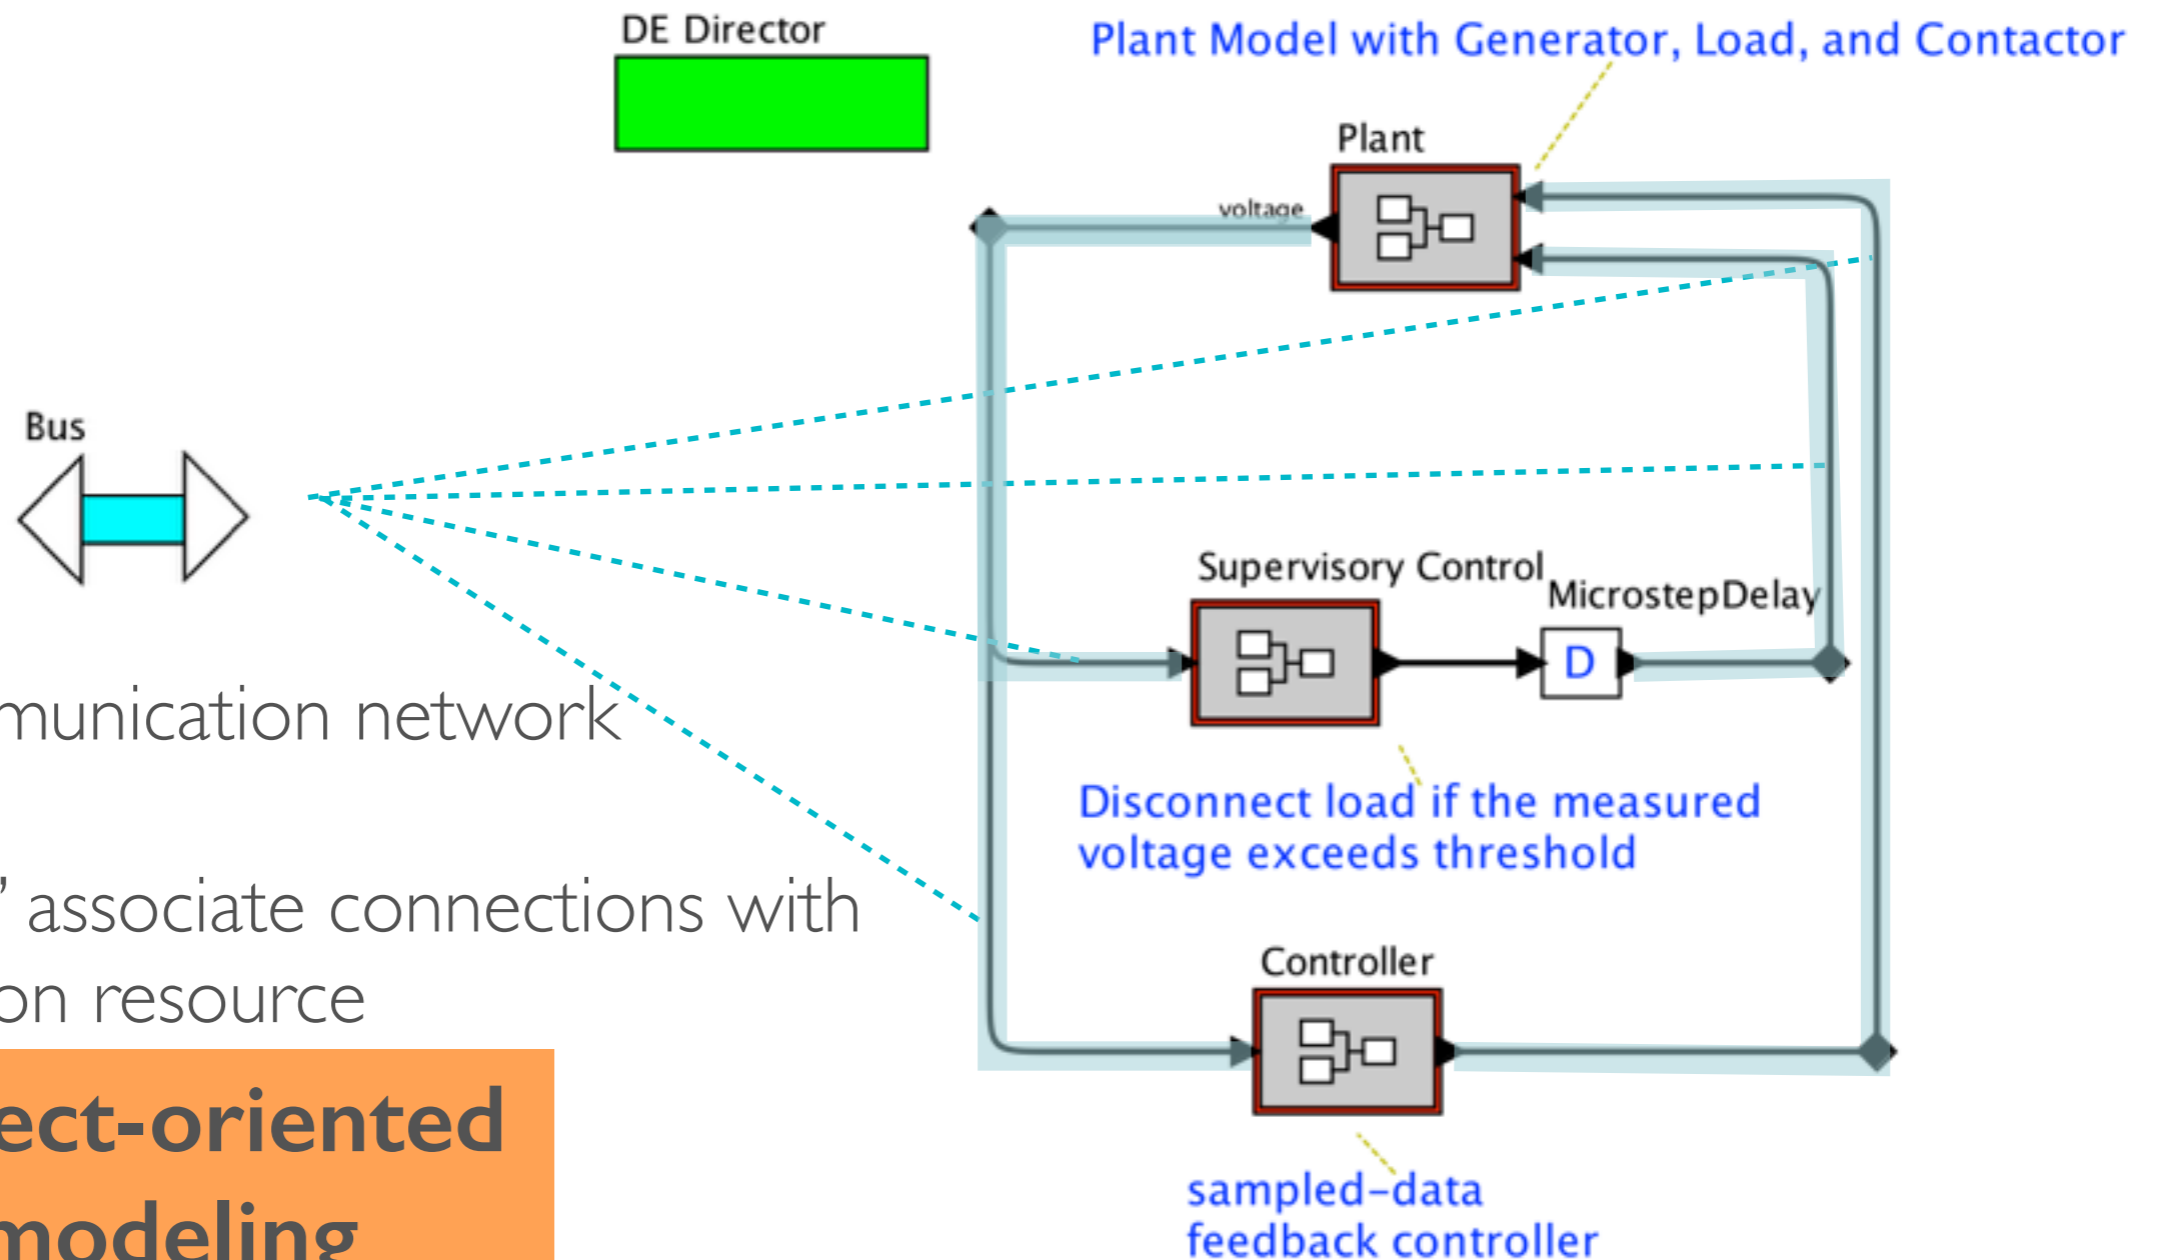 DE Director
Plant Model with Generator, Load, and Contactor
Plant
voltage
Bus
Supervisory Control
MicrostepDelay
D
munication network
Disconnect load if the measured
voltage exceeds threshold
” associate connections with
on resource
Controller
ect-oriented
modeling
sampled-data
feedback controller